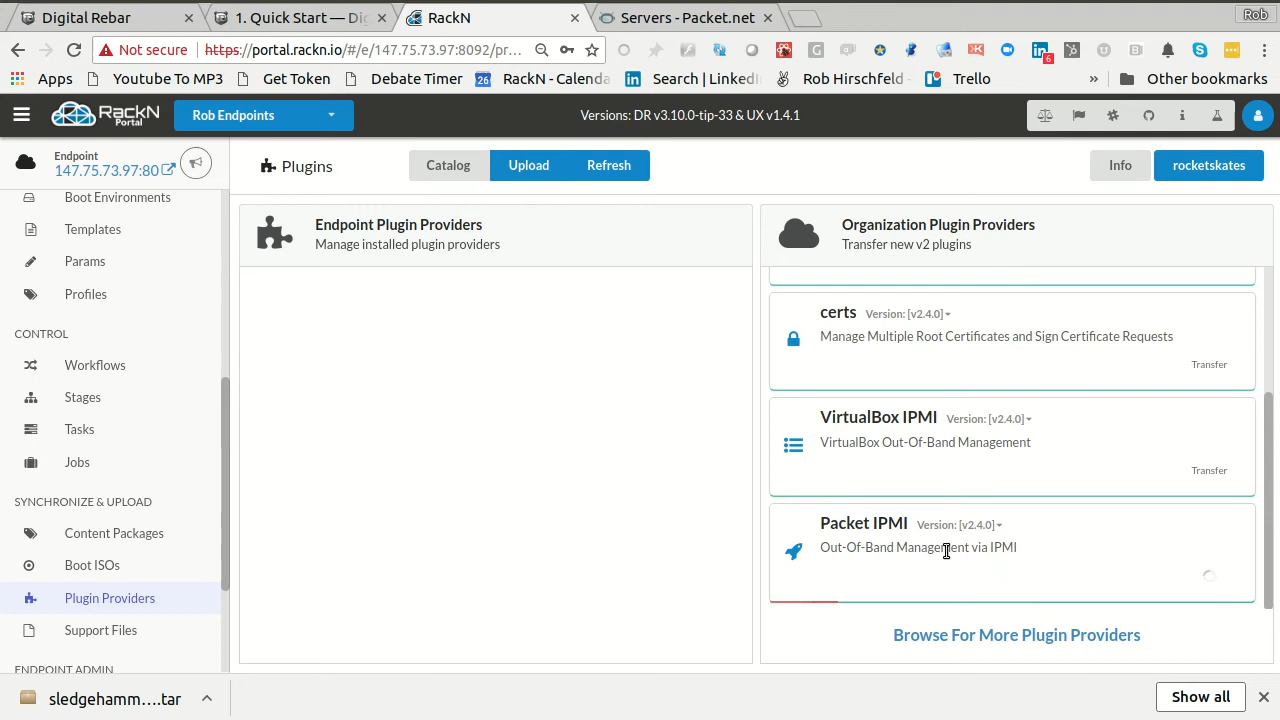 Digital Rebar
1. Quick Start — Di
RackN
Servers - Packet.net
Rob
Not secure
https://portal.rackn.io/#/e/147.75.73.97:8092/pr...
6
Apps
Youtube To MP3
Get Token
Debate Timer
26
RackN - Calenda
Search | Linked
Rob Hirschfeld -
Trello
»
Other bookmarks
RackN
Portal
Rob Endpoints
Versions: DR v3.10.0-tip-33 & UX v1.4.1
Endpoint
147.75.73.97:80
Plugins
Catalog
Upload
Refresh
Info
rocketskates
Boot Environments
Templates
Params
Profiles
CONTROL
Workflows
Stages
Tasks
Jobs
SYNCHRONIZE & UPLOAD
Content Packages
Boot ISOs
Plugin Providers
Support Files
ENDPOINT ADMIN
Endpoint Plugin Providers
Manage installed plugin providers
Organization Plugin Providers
Transfer new v2 plugins
certs Version: [v2.4.0]
Manage Multiple Root Certificates and Sign Certificate Requests
Transfer
VirtualBox IPMI Version: [v2.4.0]
VirtualBox Out-Of-Band Management
Transfer
Packet IPMI Version: [v2.4.0]
Out-Of-Band Management via IPMI
Browse For More Plugin Providers
sledgehamm....tar
Show all